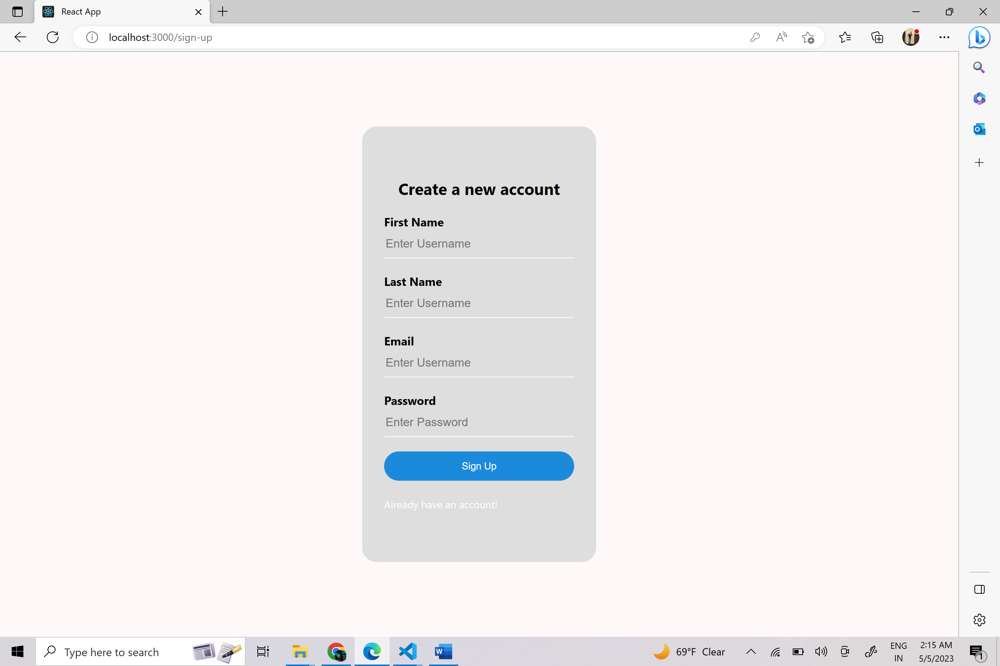 React App
localhost:3000/sign-up
Create a new account
First Name
Enter Username
Last Name
Enter Username
Email
Enter Username
Password
Enter Password
Sign Up
Already have an account!
Type here to search
69°F Clear
ENG
IN
2:15 AM
5/5/2023
1